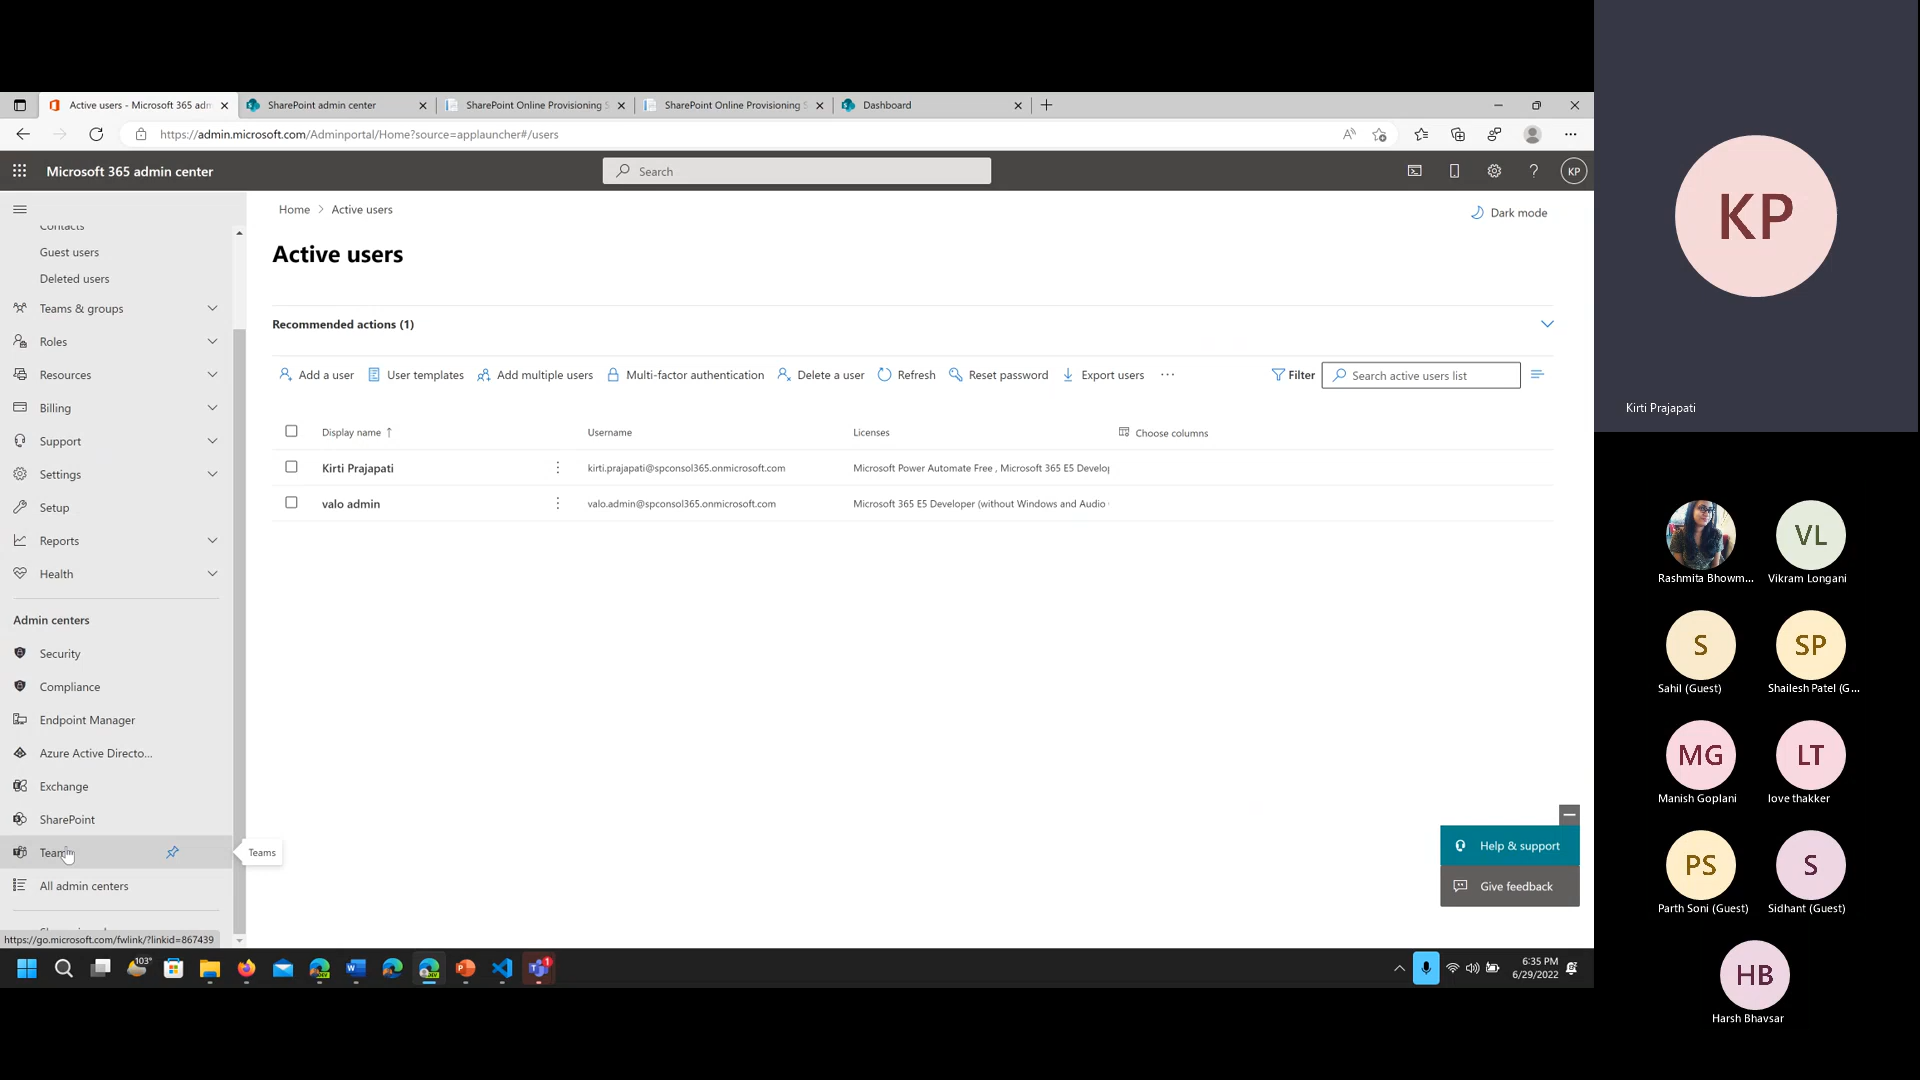 Active users - Microsoft 365 adm
SharePoint admin center
SharePoint Online Provisioning S
SharePoint Online Provisioning S
Dashboard
https://admin.microsoft.com/Adminportal/Home?source=applauncher#/users
Microsoft 365 admin center
Search
KP
Contacts
Guest users
Deleted users
Teams & groups
Roles
Resources
Billing
Support
Settings
Setup
Reports
Health
Admin centers
Security
Compliance
Endpoint Manager
Azure Active Directo...
Exchange
SharePoint
Teams
Teams
All admin centers
https://go.microsoft.com/fwlink/?linkid=867439
Home > Active users
Dark mode
Active users
Recommended actions (1)
Add a user
User templates
Add multiple users
Multi-factor authentication
Delete a user
Refresh
Reset password
Export users
Filter
Search active users list
Display name ↑
Username
Licenses
Choose columns
Kirti Prajapati
kirti.prajapati@spconsol365.onmicrosoft.com
Microsoft Power Automate Free , Microsoft 365 E5 Develop
valo admin
valo.admin@spconsol365.onmicrosoft.com
Microsoft 365 E5 Developer (without Windows and Audio
Help & support
Give feedback
103°
1
6:35 PM
6/29/2022
KP
Kirti Prajapati
Rashmita Bhowm...
VL
Vikram Longani
S
Sahil (Guest)
SP
Shailesh Patel (G...
MG
Manish Goplani
LT
love thakker
PS
Parth Soni (Guest)
S
Sidhant (Guest)
HB
Harsh Bhavsar